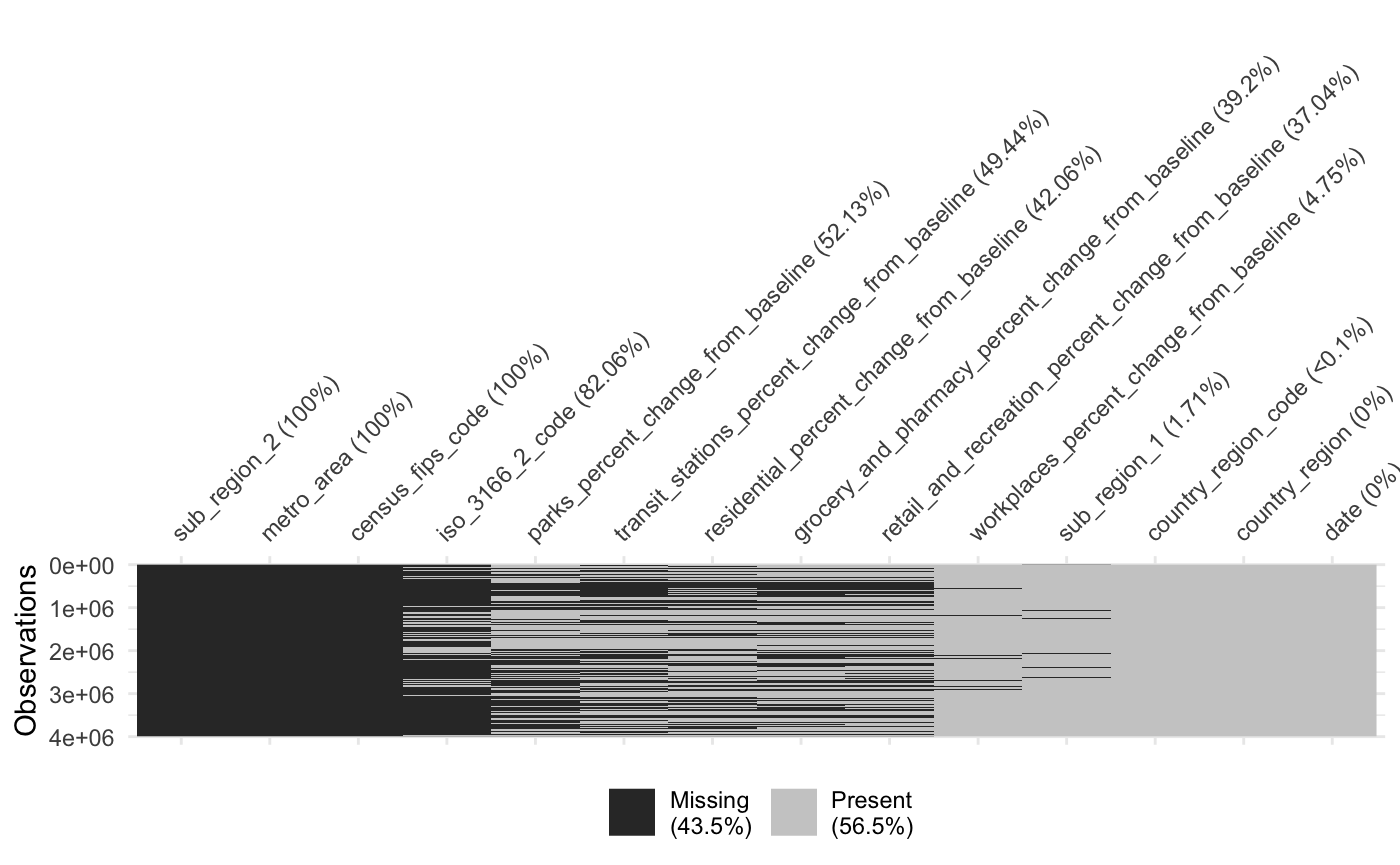 sub_region_2 (100%)
metro_area (100%)
census_fips_code (100%)
iso_3166_2_code (82.06%)
parks_percent_change_from_baseline (52.13%)
transit_stations_percent_change_from_baseline (49.44%)
residential_percent_change_from_baseline (42.06%)
grocery_and_pharmacy_percent_change_from_baseline (39.2%)
retail_and_recreation_percent_change_from_baseline (37.04%)
workplaces_percent_change_from_baseline (4.75%)
sub_region_1 (1.71%)
country_region_code (<0.1%)
country_region (0%)
date (0%)
Observations
0e+00
1e+06
2e+06
3e+06
4e+06
Missing
(43.5%)
Present
(56.5%)